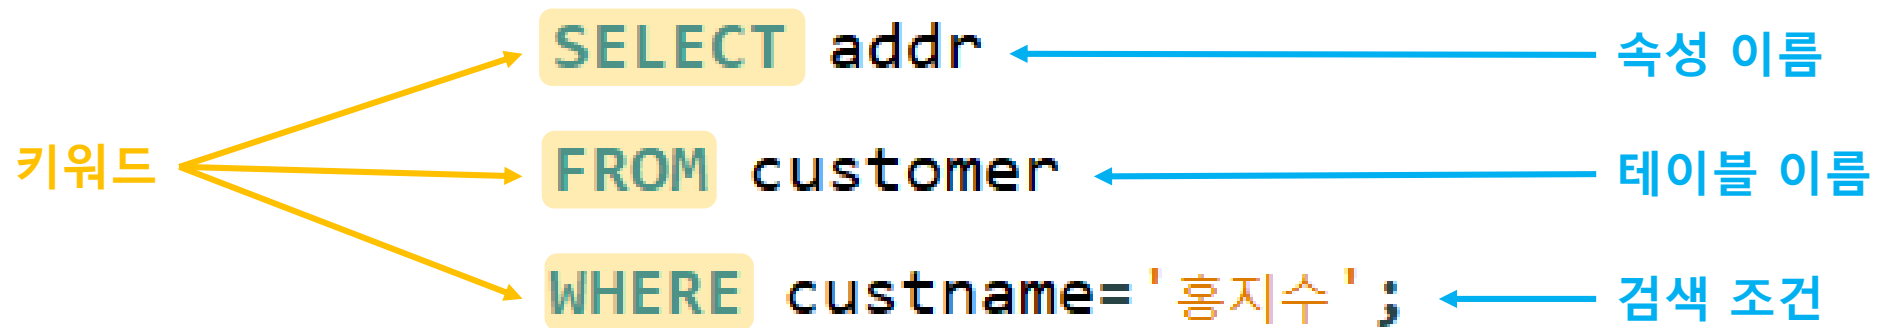 SELECT addr
속성 이름
키워드
FROM customer
테이블 이름
WHERE custname='홍지수';
검색 조건